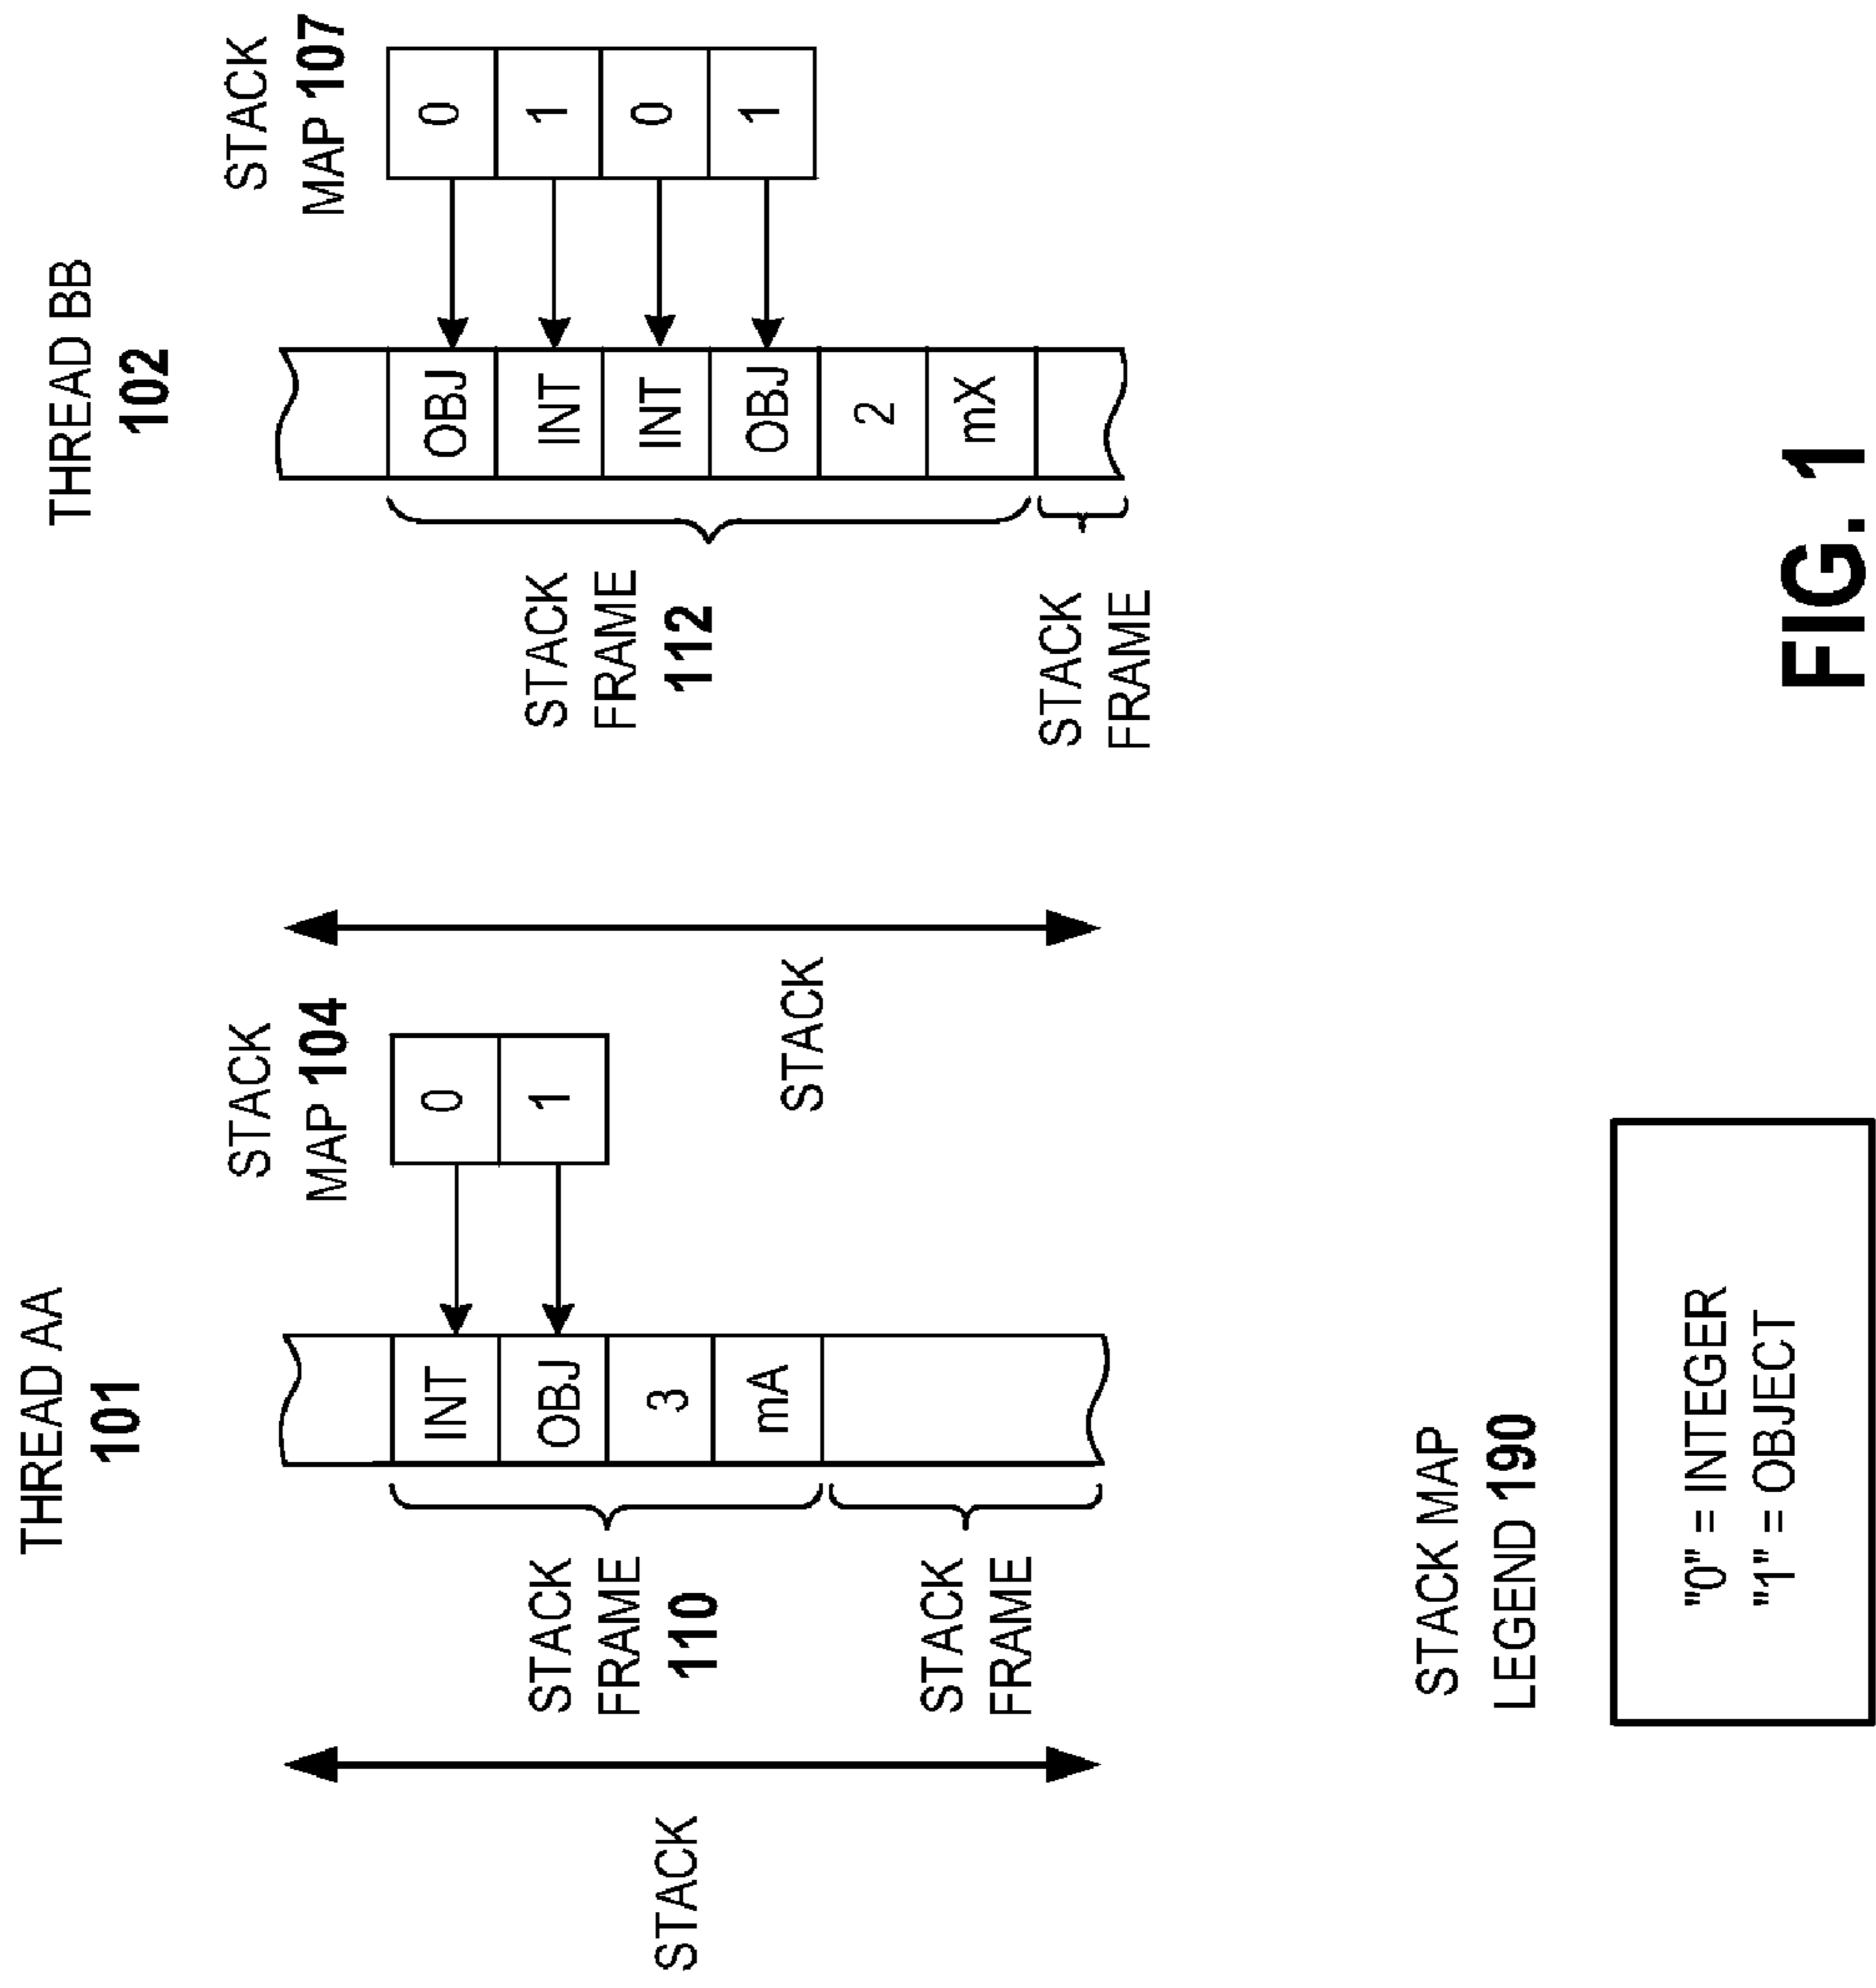 THREAD AA
101
STACK
MAP 104
INT
OBJ
3
mA
0
1
STACK
FRAME
110
STACK
FRAME
STACK
THREAD BB
102
STACK
MAP 107
OBJ
INT
INT
OBJ
2
mX
0
1
0
1
STACK
FRAME
112
STACK
FRAME
STACK
STACK MAP
LEGEND 190
"0" = INTEGER
"1" = OBJECT
FIG. 1